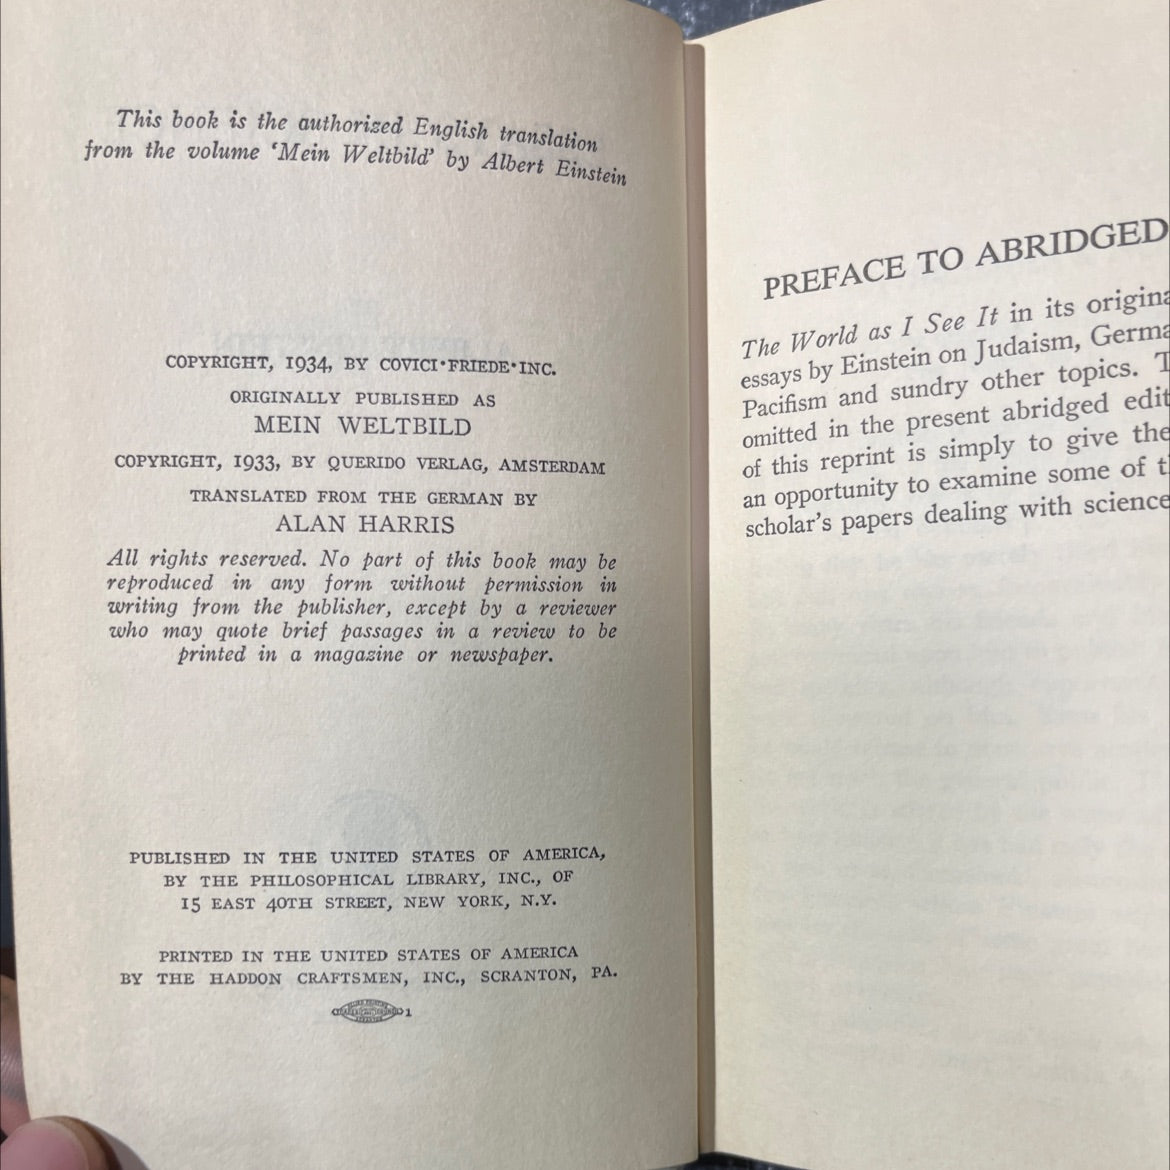 This book is the authorized English translation
from the volume ‘Mein Weltbild’ by Albert Einstein
COPYRIGHT, 1934, BY COVICI•FRIEDE•INC.
ORIGINALLY PUBLISHED AS
MEIN WELTBILD
COPYRIGHT, 1933, BY QUERIDO VERLAG, AMSTERDAM
TRANSLATED FROM THE GERMAN BY
ALAN HARRIS
All rights reserved. No part of this book may be
reproduced in any form without permission in
writing from the publisher, except by a reviewer
who may quote brief passages in a review to be
printed in a magazine or newspaper.
PUBLISHED IN THE UNITED STATES OF AMERICA,
BY THE PHILOSOPHICAL LIBRARY, INC., OF
15 EAST 40TH STREET, NEW YORK, N.Y.
PRINTED IN THE UNITED STATES OF AMERICA
BY THE HADDON CRAFTSMEN, INC., SCRANTON, PA.
1
PREFACE TO ABRIDGED
The World as I See It in its origina
essays by Einstein on Judaism, Germa
Pacifism and sundry other topics. T
omitted in the present abridged edit
of this reprint is simply to give the
an opportunity to examine some of t
scholar’s papers dealing with science